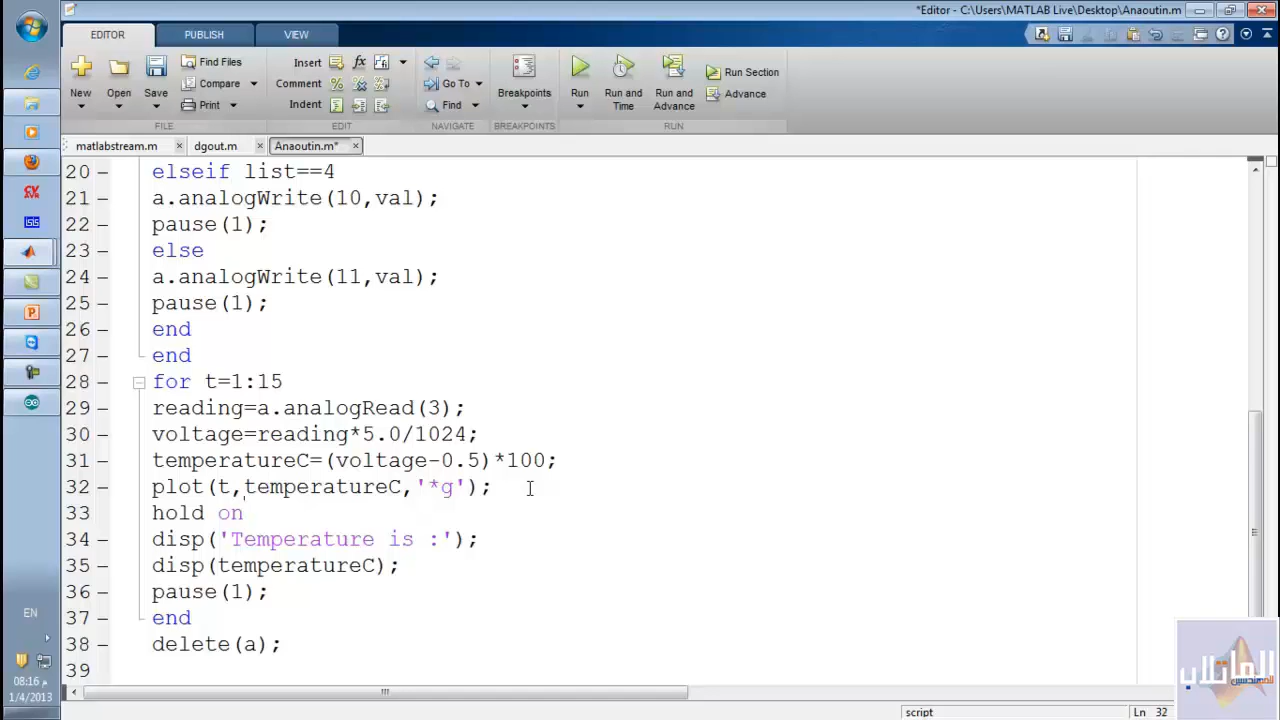 *Editor - C:\Users\MATLAB Live\Desktop\Anaoutin.m
EDITOR PUBLISH VIEW
New Open Save Find Files Compare Print
Insert fx Comment Indent
Go To Find
Breakpoints
Run Run and Time Run and Advance Run Section Advance
FILE EDIT NAVIGATE BREAKPOINTS RUN
matlabstream.m dgout.m Anaoutin.m*
20 – elseif list==4
21 – a.analogWrite(10,val);
22 – pause(1);
23 – else
24 – a.analogWrite(11,val);
25 – pause(1);
26 – end
27 – end
28 – for t=1:15
29 – reading=a.analogRead(3);
30 – voltage=reading*5.0/1024;
31 – temperatureC=(voltage-0.5)*100;
32 – plot(t,temperatureC,'*g');
33 – hold on
34 – disp('Temperature is :');
35 – disp(temperatureC);
36 – pause(1);
37 – end
38 – delete(a);
39
EN
08:16 م
1/4/2013
script Ln 32
الماتلاب
للمهندسين